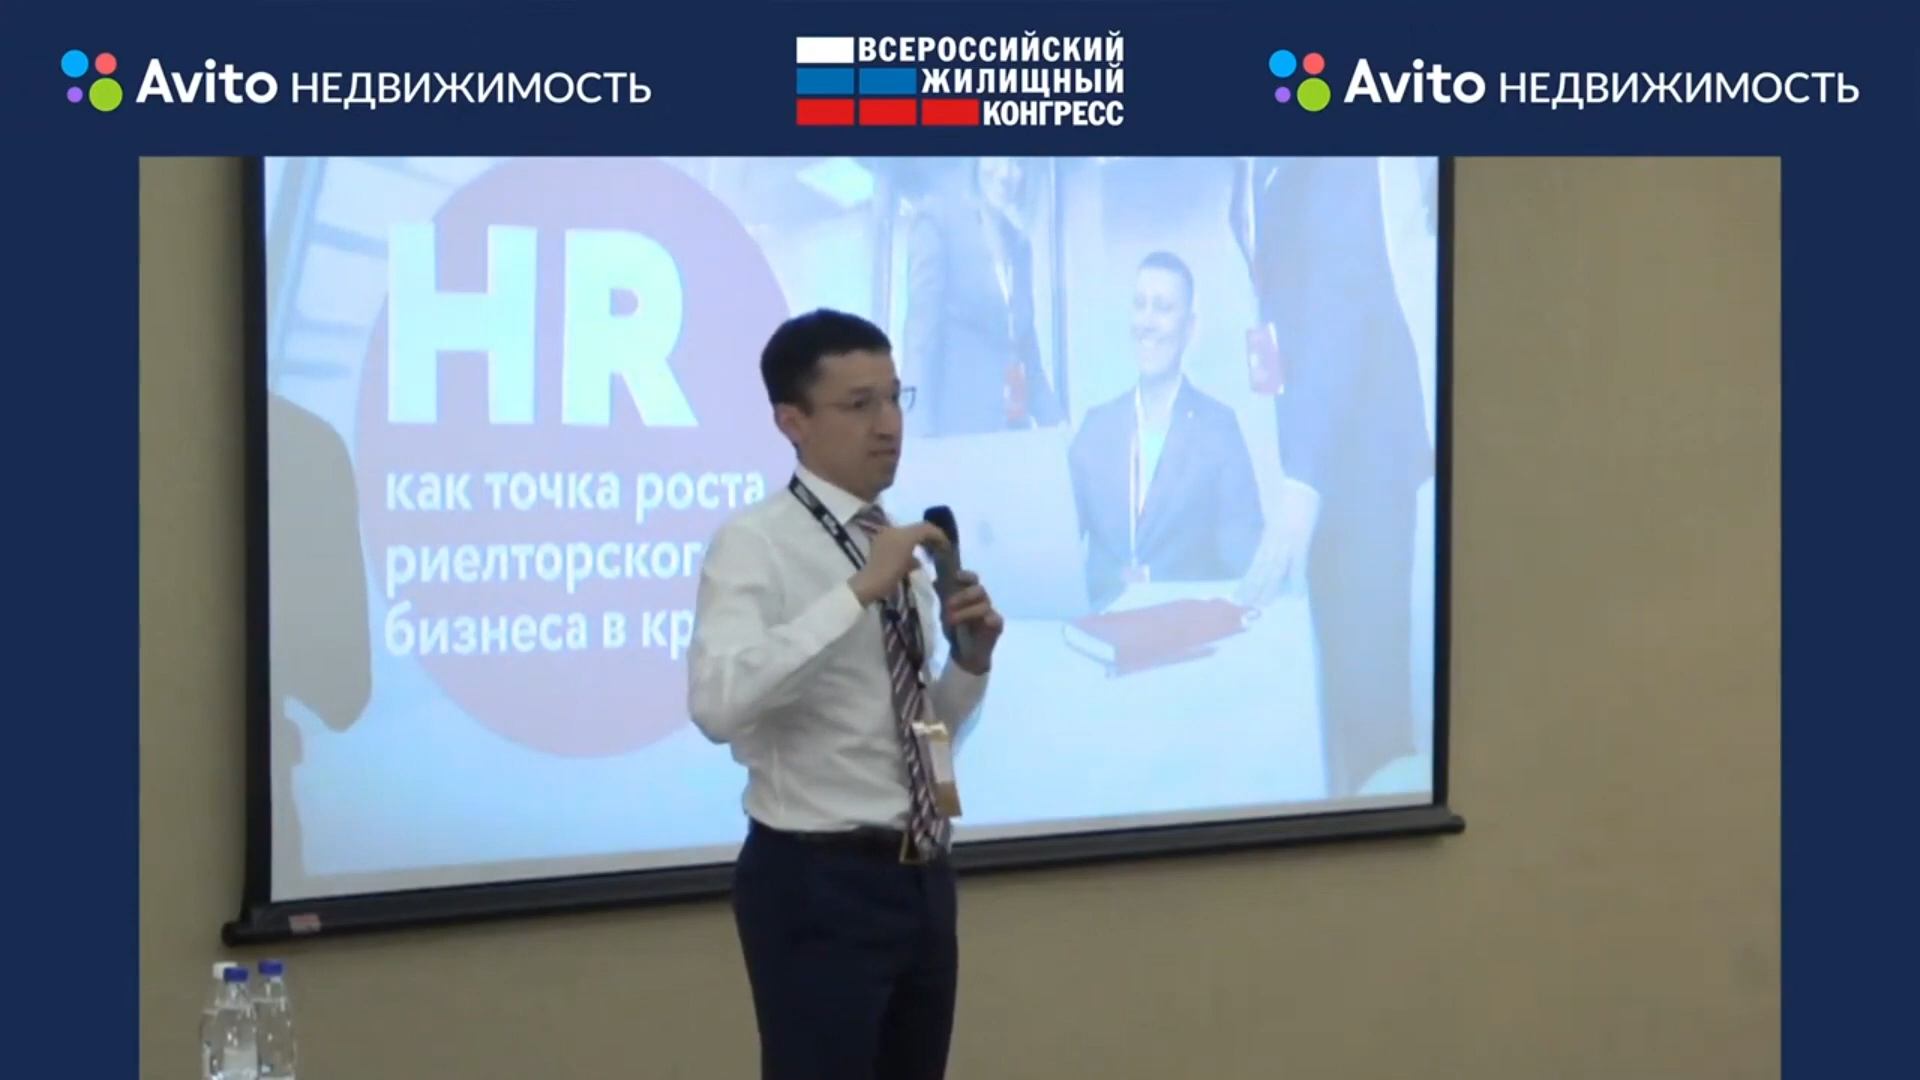 Avito НЕДВИЖИМОСТЬ
ВСЕРОССИЙСКИЙ
ЖИЛИЩНЫЙ
КОНГРЕСС
Avito НЕДВИЖИМОСТЬ
HR
как точка роста
риелторског
бизнеса в кр